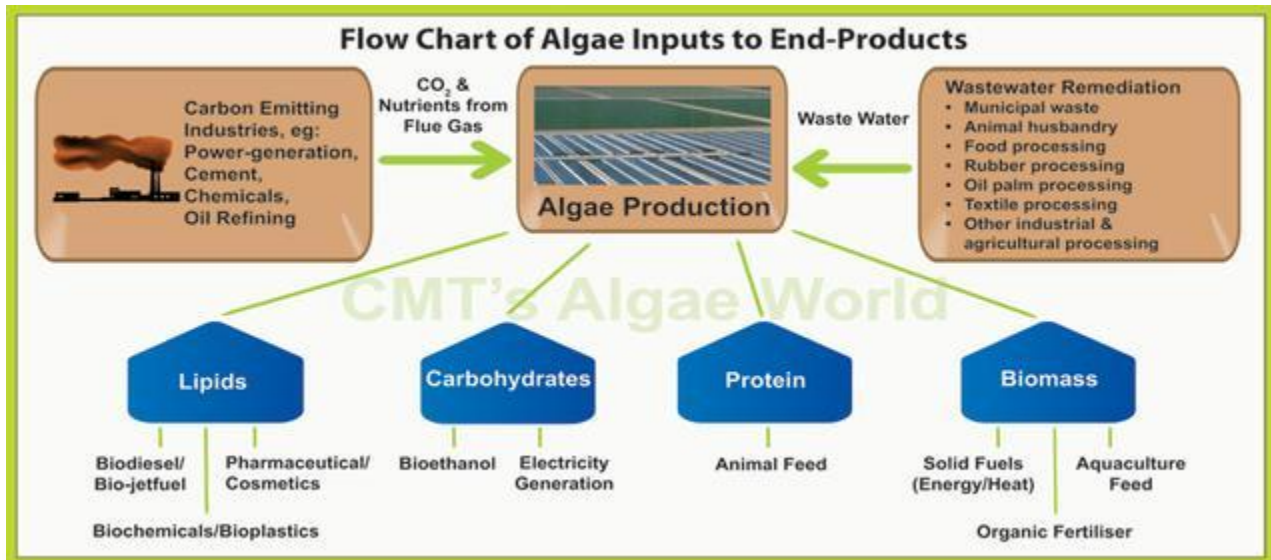 Flow Chart of Algae Inputs to End-Products
Carbon Emitting
Industries, eg:
Power-generation,
Cement,
Chemicals,
Oil Refining
CO₂ &
Nutrients from
Flue Gas
Algae Production
Waste Water
Wastewater Remediation
• Municipal waste
• Animal husbandry
• Food processing
• Rubber processing
• Oil palm processing
• Textile processing
• Other industrial &
agricultural processing
CMT's Algae World
Lipids
Carbohydrates
Protein
Biomass
Biodiesel/
Bio-jetfuel
Pharmaceutical/
Cosmetics
Biochemicals/Bioplastics
Bioethanol
Electricity
Generation
Animal Feed
Solid Fuels
(Energy/Heat)
Aquaculture
Feed
Organic Fertiliser